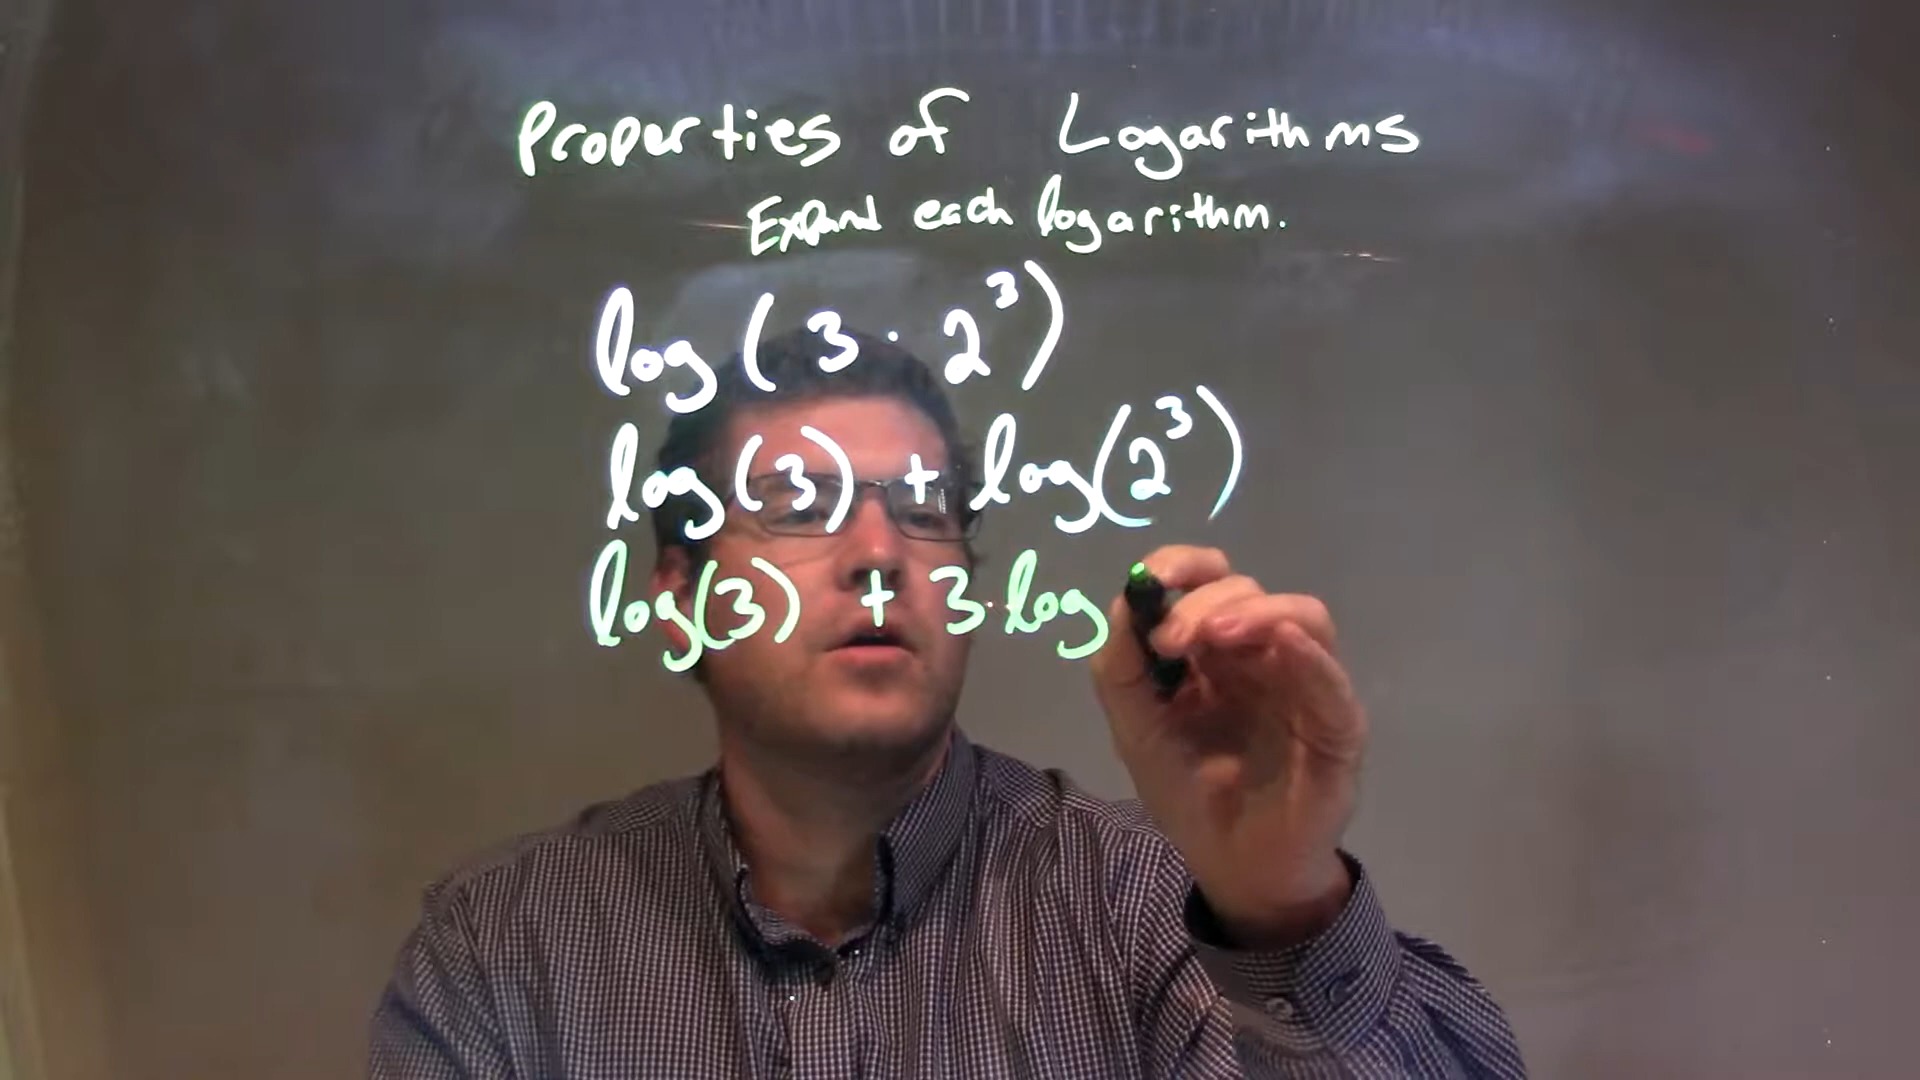 Properties of Logarithms
Expand each logarithm.
log(3·2³)
log(3) + log(2³)
log(3) + 3·log